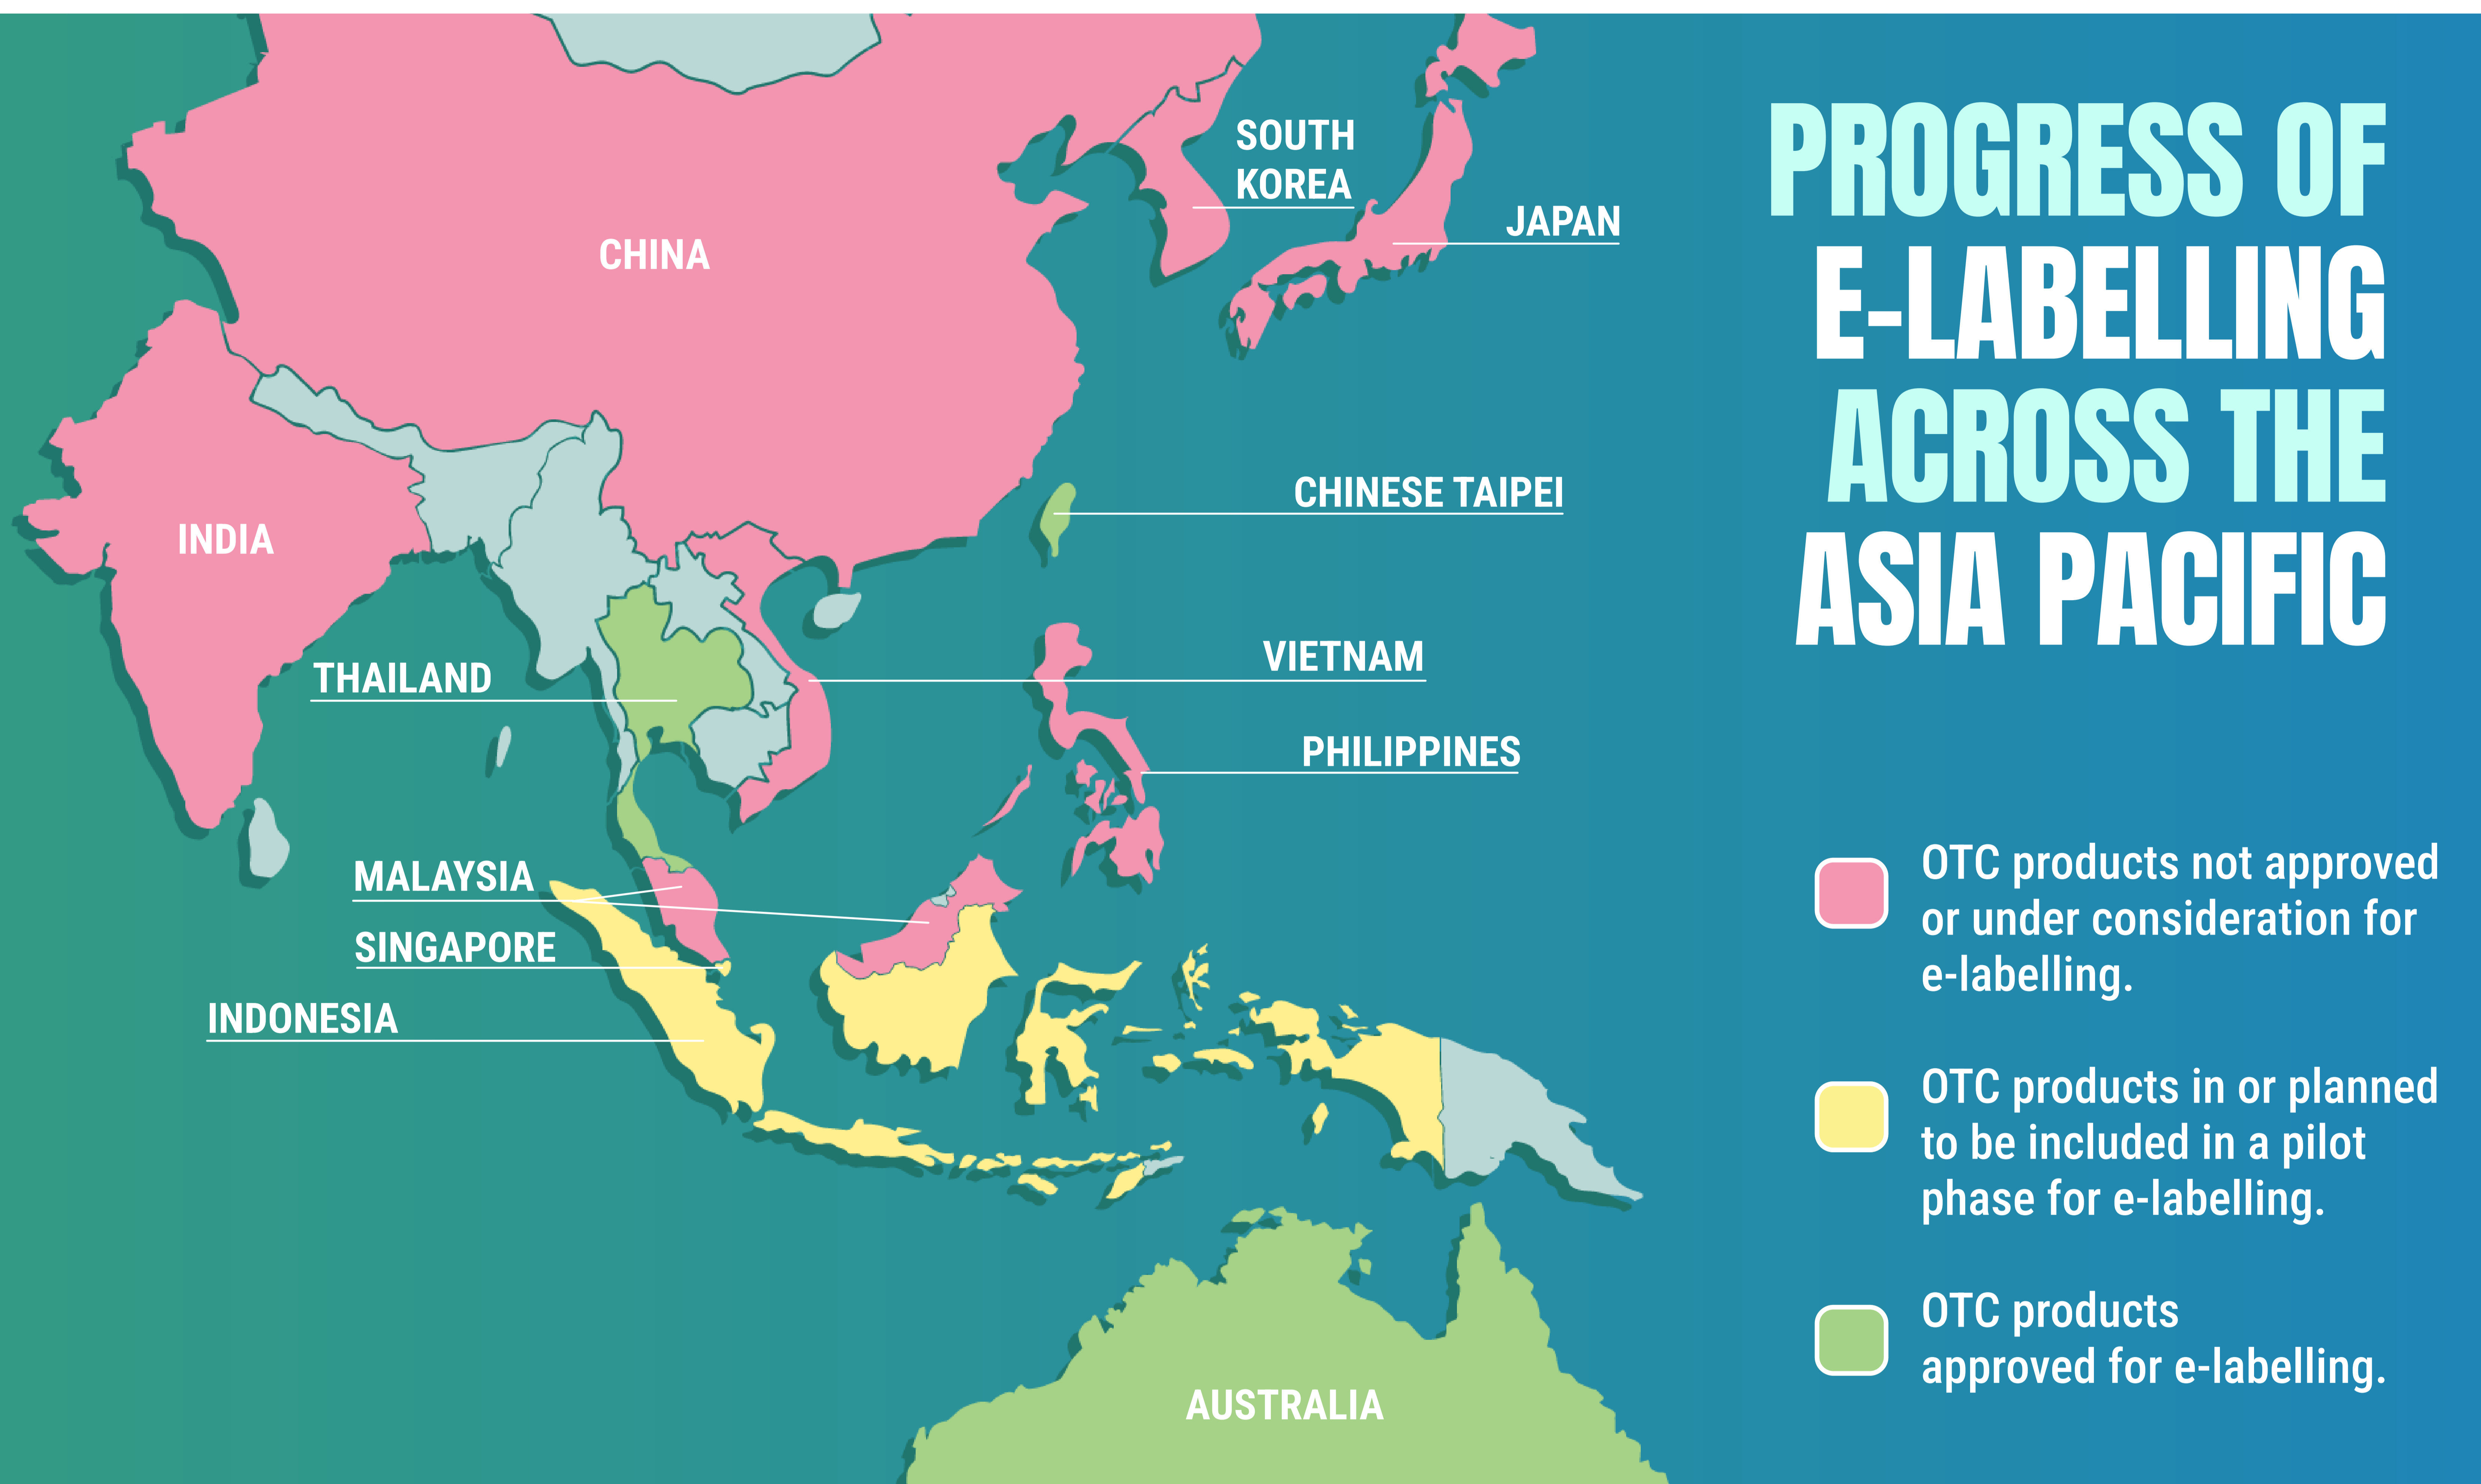 PROGRESS OF
E-LABELLING
ACROSS THE
ASIA PACIFIC
SOUTH
KOREA
JAPAN
CHINA
CHINESE TAIPEI
INDIA
VIETNAM
THAILAND
PHILIPPINES
MALAYSIA
SINGAPORE
INDONESIA
AUSTRALIA
OTC products not approved
or under consideration for
e-labelling.
OTC products in or planned
to be included in a pilot
phase for e-labelling.
OTC products
approved for e-labelling.